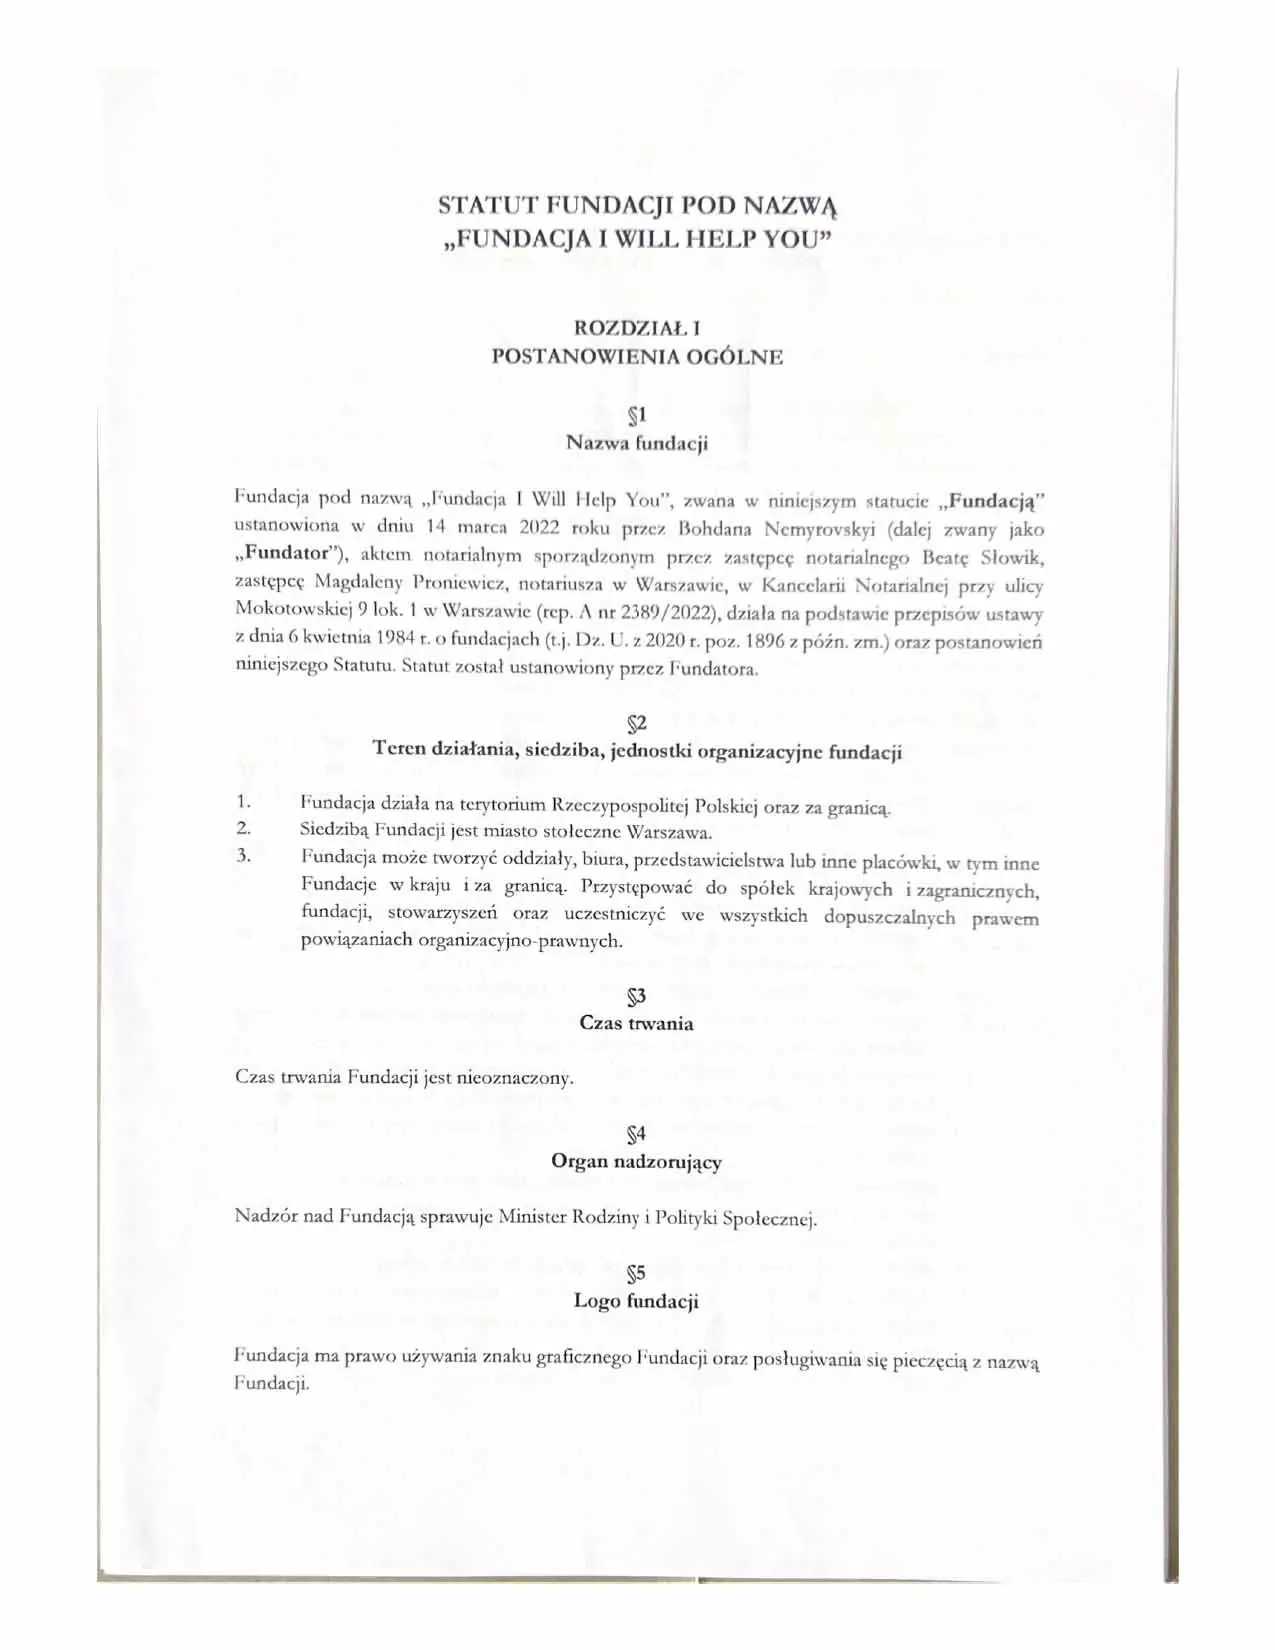 STATUT FUNDACJI POD NAZWĄ
„FUNDACJA I WILL HELP YOU”
ROZDZIAŁ I
POSTANOWIENIA OGÓLNE
§1
Nazwa fundacji
Fundacja pod nazwą „Fundacja I Will Help You”, zwana w niniejszym statucie „Fundacją”
ustanowiona w dniu 14 marca 2022 roku przez Bohdana Nemyrovskyi (dalej zwany jako
„Fundator”), aktem notarialnym sporządzonym przez zastępcę notarialnego Beatę Słowik,
zastępcę Magdaleny Proniewicz, notariusza w Warszawie, w Kancelarii Notarialnej przy ulicy
Mokotowskiej 9 lok. 1 w Warszawie (rep. A nr 2389/2022), działa na podstawie przepisów ustawy
z dnia 6 kwietnia 1984 r. o fundacjach (t.j. Dz. U. z 2020 r. poz. 1896 z późn. zm.) oraz postanowień
niniejszego Statutu. Statut został ustanowiony przez Fundatora.
§2
Teren działania, siedziba, jednostki organizacyjne fundacji
1. Fundacja działa na terytorium Rzeczypospolitej Polskiej oraz za granicą.
2. Siedzibą Fundacji jest miasto stołeczne Warszawa.
3. Fundacja może tworzyć oddziały, biura, przedstawicielstwa lub inne placówki, w tym inne
Fundacje w kraju i za granicą. Przystępować do spółek krajowych i zagranicznych,
fundacji, stowarzyszeń oraz uczestniczyć we wszystkich dopuszczalnych prawem
powiązaniach organizacyjno-prawnych.
§3
Czas trwania
Czas trwania Fundacji jest nieoznaczony.
§4
Organ nadzorujący
Nadzór nad Fundacją sprawuje Minister Rodziny i Polityki Społecznej.
§5
Logo fundacji
Fundacja ma prawo używania znaku graficznego Fundacji oraz posługiwania się pieczęcią z nazwą
Fundacji.